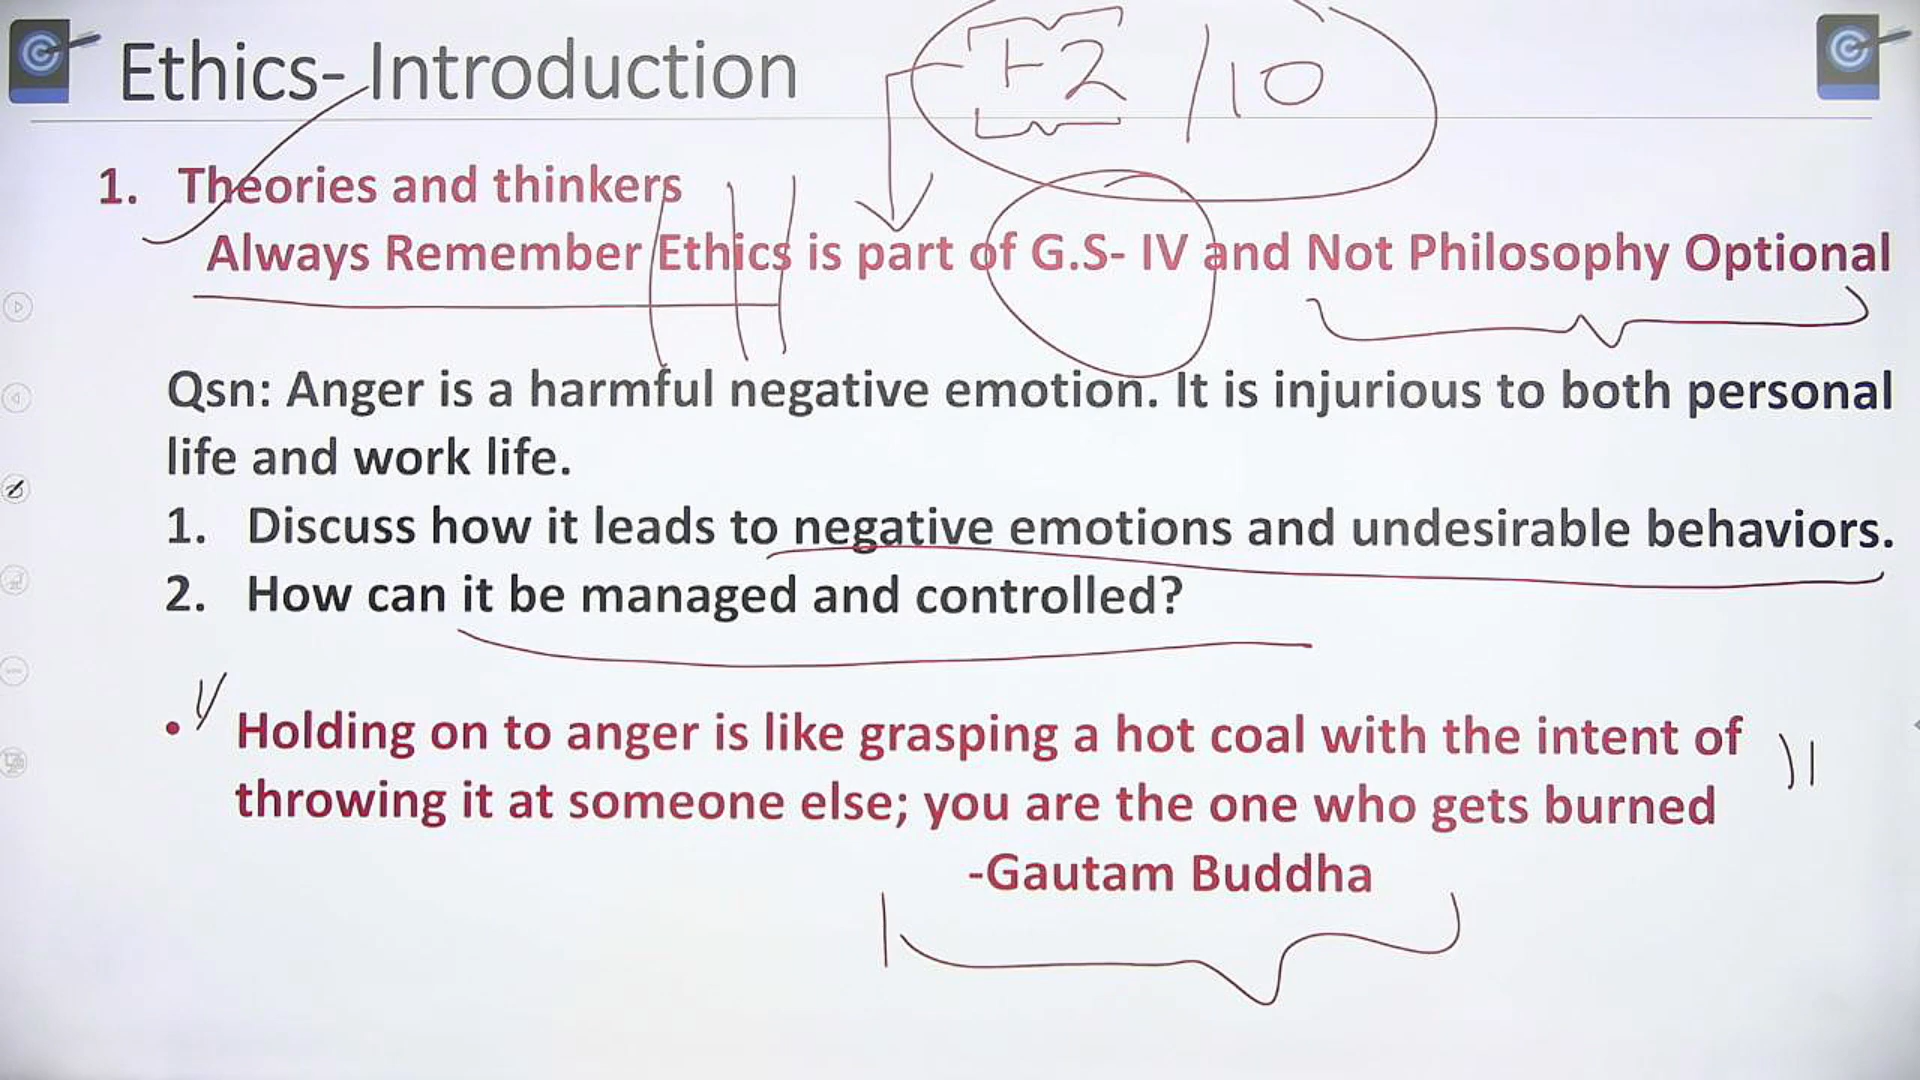 Ethics- Introduction
+2 / 10
1. Theories and thinkers
Always Remember Ethics is part of G.S- IV and Not Philosophy Optional
Qsn: Anger is a harmful negative emotion. It is injurious to both personal
life and work life.
1. Discuss how it leads to negative emotions and undesirable behaviors.
2. How can it be managed and controlled?
• Holding on to anger is like grasping a hot coal with the intent of
throwing it at someone else; you are the one who gets burned
-Gautam Buddha